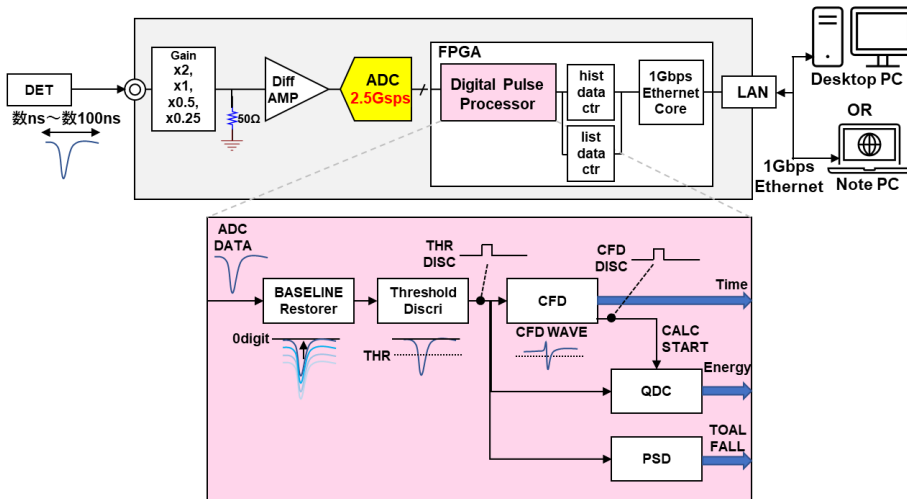 Gain
x2,
x1,
x0.5,
x0.25
DET
数ns～数100ns
50Ω
Diff
AMP
ADC
2.5Gsps
FPGA
Digital Pulse
Processor
hist
data
ctr
list
data
ctr
1Gbps
Ethernet
Core
LAN
Desktop PC
OR
1Gbps
Ethernet
Note PC
ADC
DATA
BASELINE
Restorer
0digit
Threshold
Discri
THR
THR
DISC
CFD
CFD WAVE
CFD
DISC
Time
CALC
START
QDC
Energy
PSD
TOAL
FALL